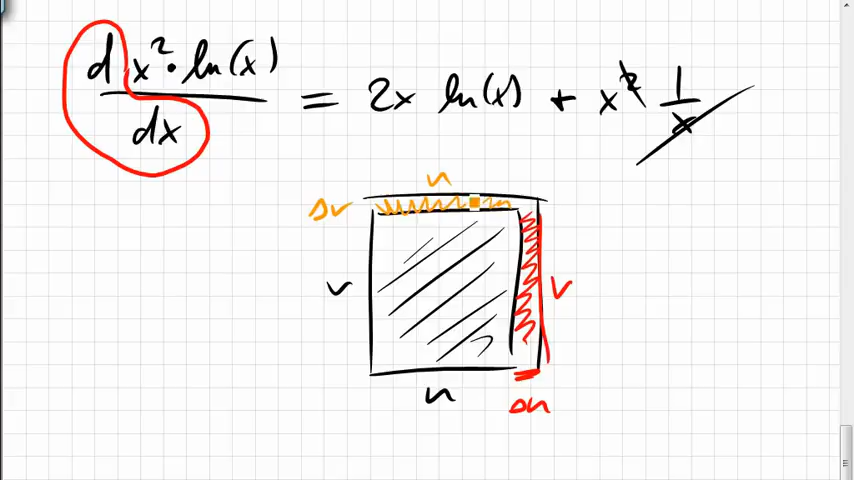 d x²·ln(x) / dx = 2x ln(x) + x² 1/x
u
Δv
v v
u
Δu